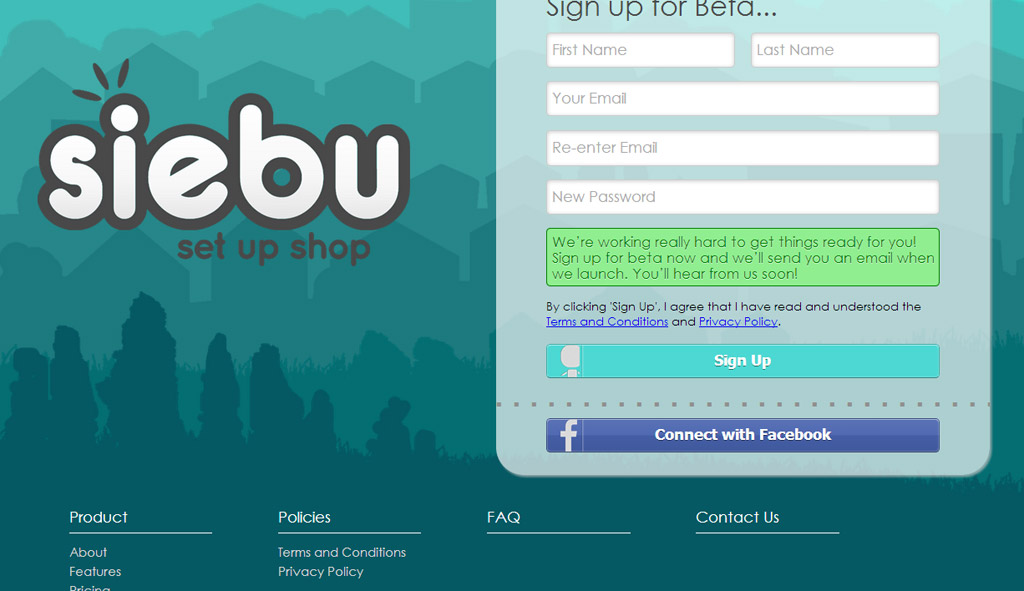 Sign up for Beta...
First Name
Last Name
Your Email
Re-enter Email
New Password
We're working really hard to get things ready for you!
Sign up for beta now and we'll send you an email when
we launch. You'll hear from us soon!
By clicking 'Sign Up', I agree that I have read and understood the
Terms and Conditions and Privacy Policy.
Sign Up
Connect with Facebook
siebu
set up shop
Product
About
Features
Pricing
Policies
Terms and Conditions
Privacy Policy
FAQ
Contact Us